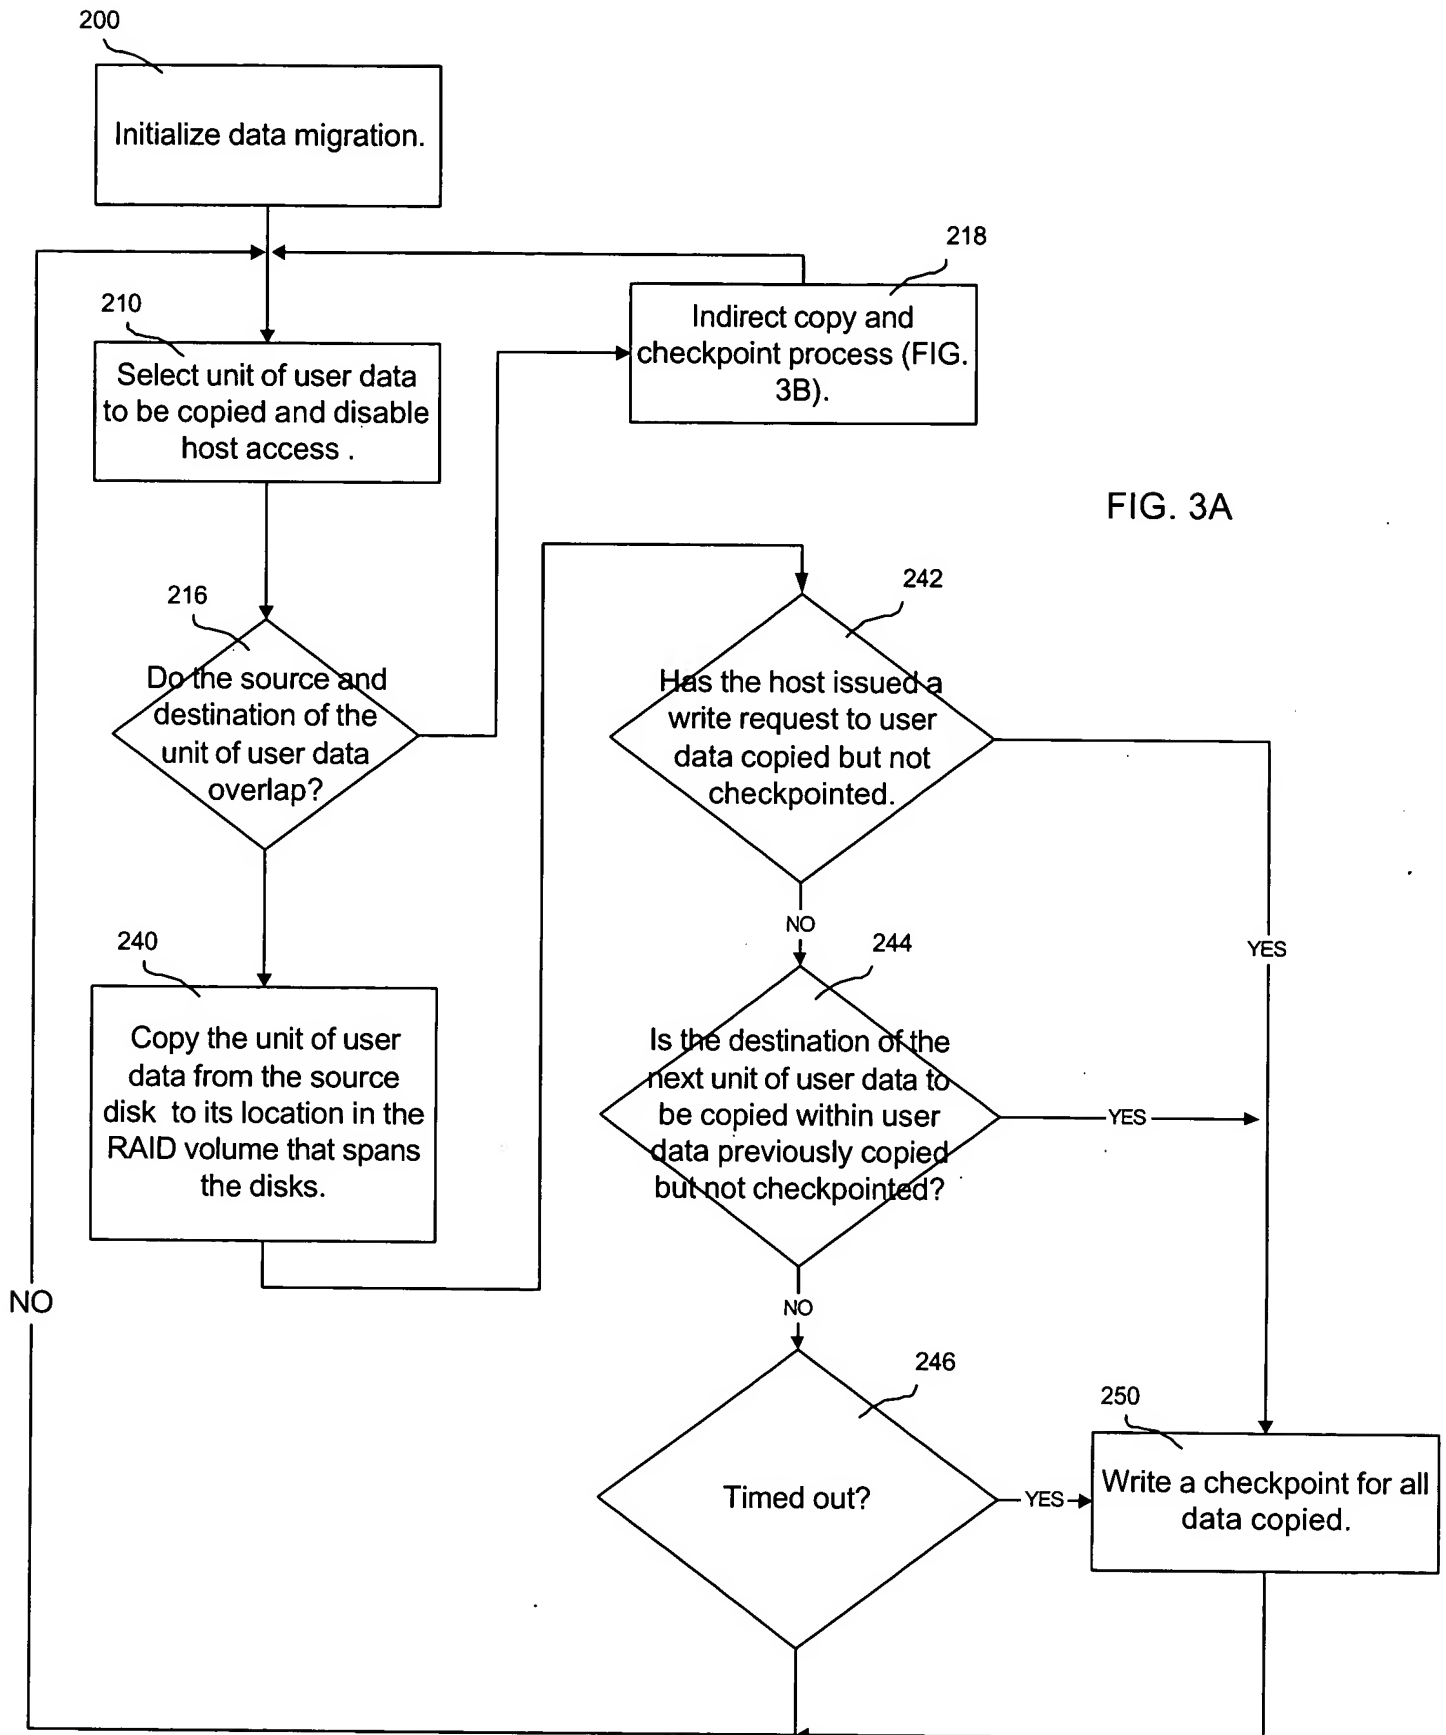 200
Initialize data migration.
218
Indirect copy and
checkpoint process (FIG.
3B).
210
Select unit of user data
to be copied and disable
host access .
FIG. 3A
216
Do the source and
destination of the
unit of user data
overlap?
242
Has the host issued a
write request to user
data copied but not
checkpointed.
NO
YES
240
Copy the unit of user
data from the source
disk to its location in the
RAID volume that spans
the disks.
244
Is the destination of the
next unit of user data to
be copied within user
data previously copied
but not checkpointed?
YES
NO
NO
246
Timed out?
YES
250
Write a checkpoint for all
data copied.